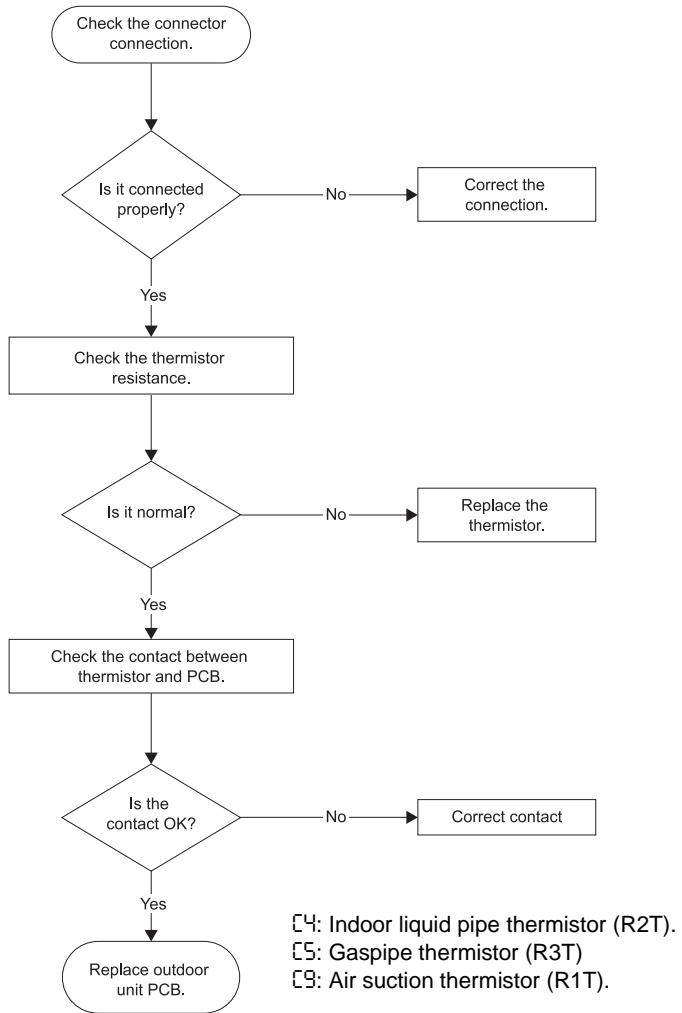 Check the connector
connection.
Is it connected
properly?
No
Correct the
connection.
Yes
Check the thermistor
resistance.
Is it normal?
No
Replace the
thermistor.
Yes
Check the contact between
thermistor and PCB.
Is the
contact OK?
No
Correct contact
Yes
Replace outdoor
unit PCB.
C4: Indoor liquid pipe thermistor (R2T).
C5: Gaspipe thermistor (R3T)
C9: Air suction thermistor (R1T).